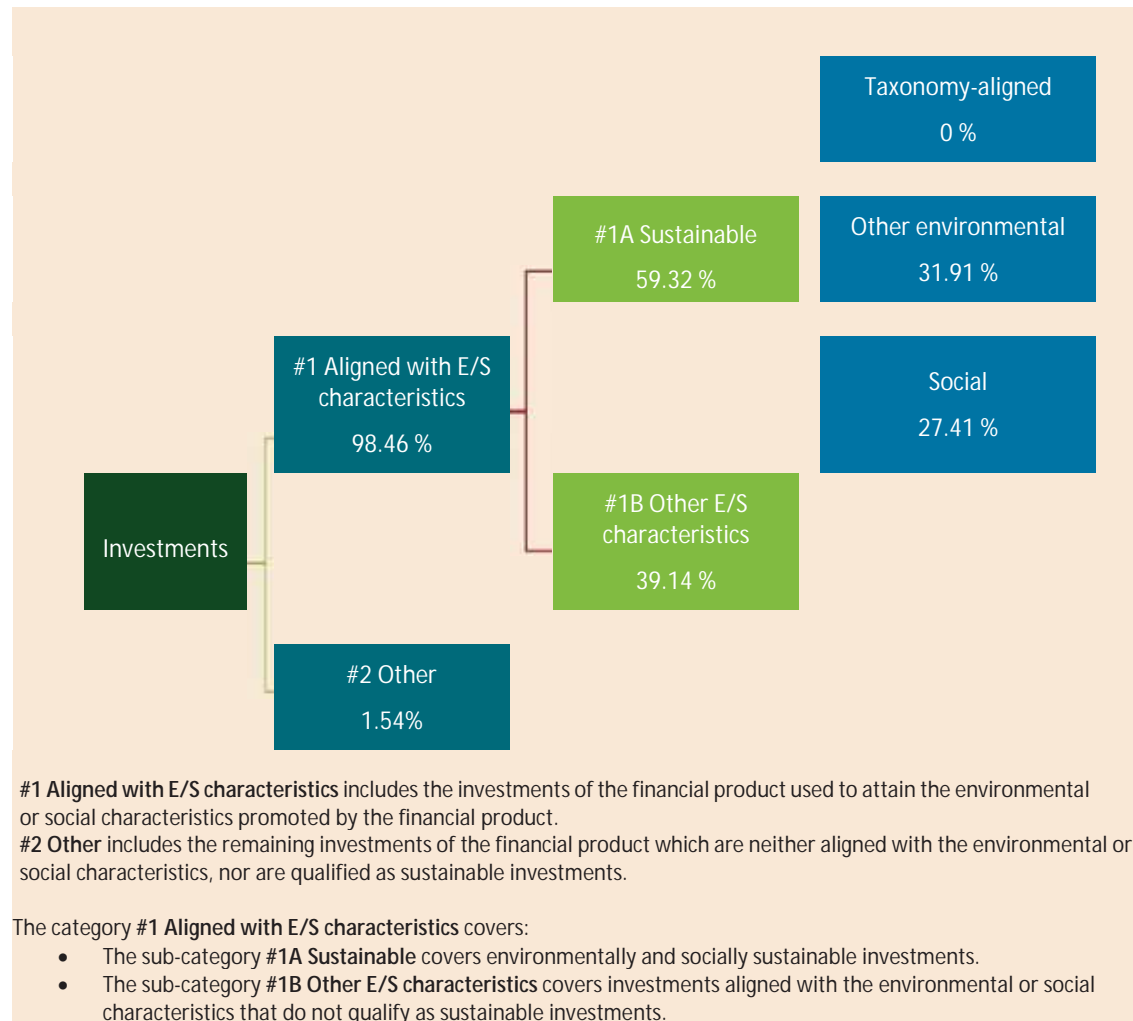 Taxonomy-aligned
0 %
#1A Sustainable
59.32 %
Other environmental
31.91 %
#1 Aligned with E/S
characteristics
98.46 %
Social
27.41 %
Investments
#1B Other E/S
characteristics
39.14 %
#2 Other
1.54%
#1 Aligned with E/S characteristics includes the investments of the financial product used to attain the environmental
or social characteristics promoted by the financial product.
#2 Other includes the remaining investments of the financial product which are neither aligned with the environmental or
social characteristics, nor are qualified as sustainable investments.
The category #1 Aligned with E/S characteristics covers:
• The sub-category #1A Sustainable covers environmentally and socially sustainable investments.
• The sub-category #1B Other E/S characteristics covers investments aligned with the environmental or social
characteristics that do not qualify as sustainable investments.